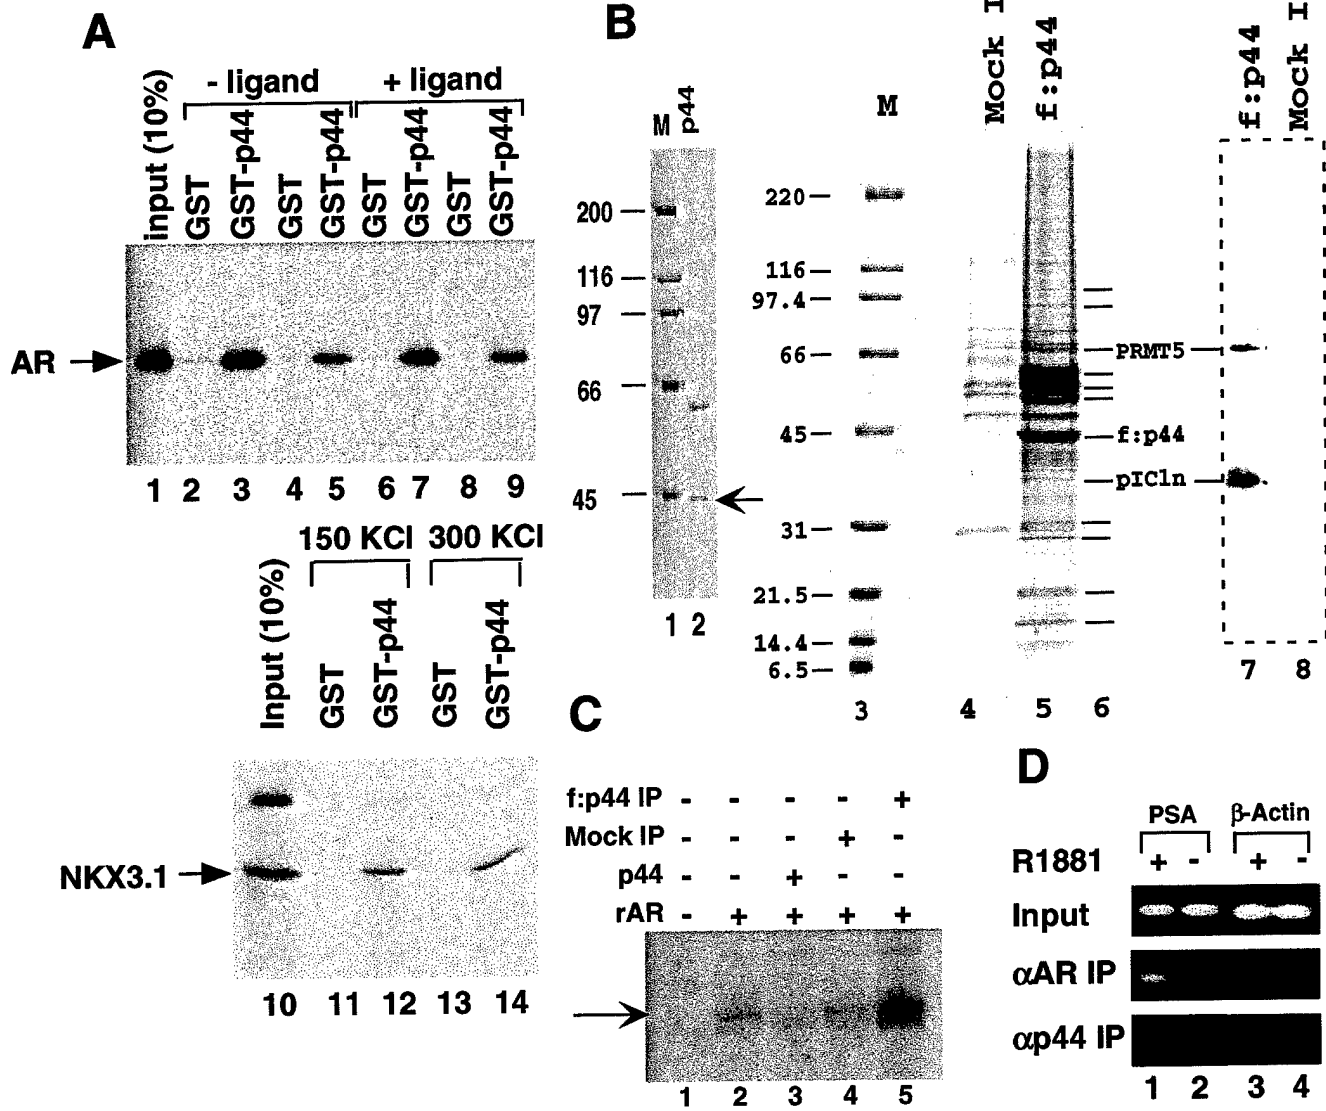 A
- ligand + ligand
input (10%)
GST
GST-p44
GST
GST-p44
GST
GST-p44
GST
GST-p44
AR
1 2 3 4 5 6 7 8 9
150 KCl 300 KCl
Input (10%)
GST
GST-p44
GST
GST-p44
NKX3.1
10 11 12 13 14
B
M
p44
200
116
97
66
45
1 2
M
Mock I
f:p44
f:p44
Mock I
220
116
97.4
66
45
31
21.5
14.4
6.5
PRMT5
f:p44
pICln
3 4 5 6
7 8
C
f:p44 IP - - - - +
Mock IP - - - + -
p44 - - + - -
rAR - + + + +
1 2 3 4 5
D
PSA β-Actin
R1881 + - + -
Input
αAR IP
αp44 IP
1 2 3 4